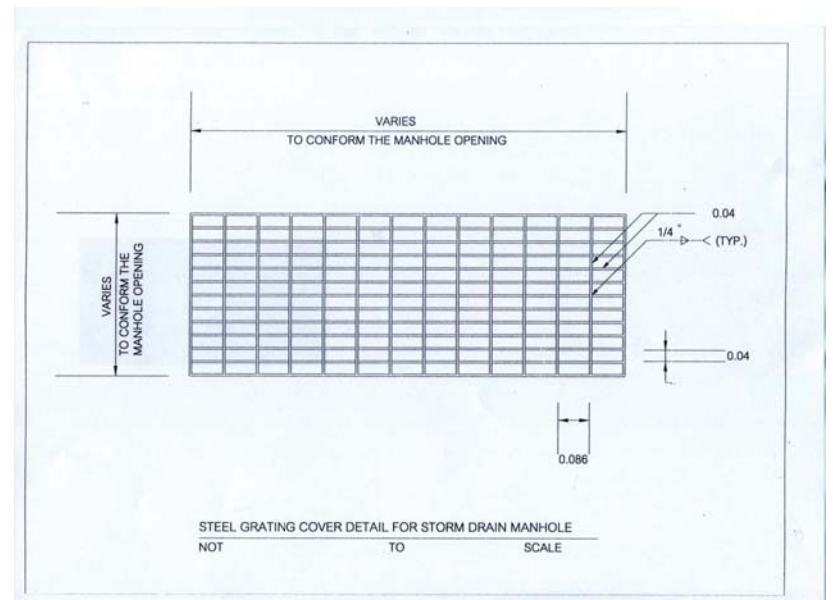 VARIES
TO CONFORM THE MANHOLE OPENING
0.04
1/4 " (TYP.)
VARIES
TO CONFORM THE
MANHOLE OPENING
0.04
0.086
STEEL GRATING COVER DETAIL FOR STORM DRAIN MANHOLE
NOT TO SCALE